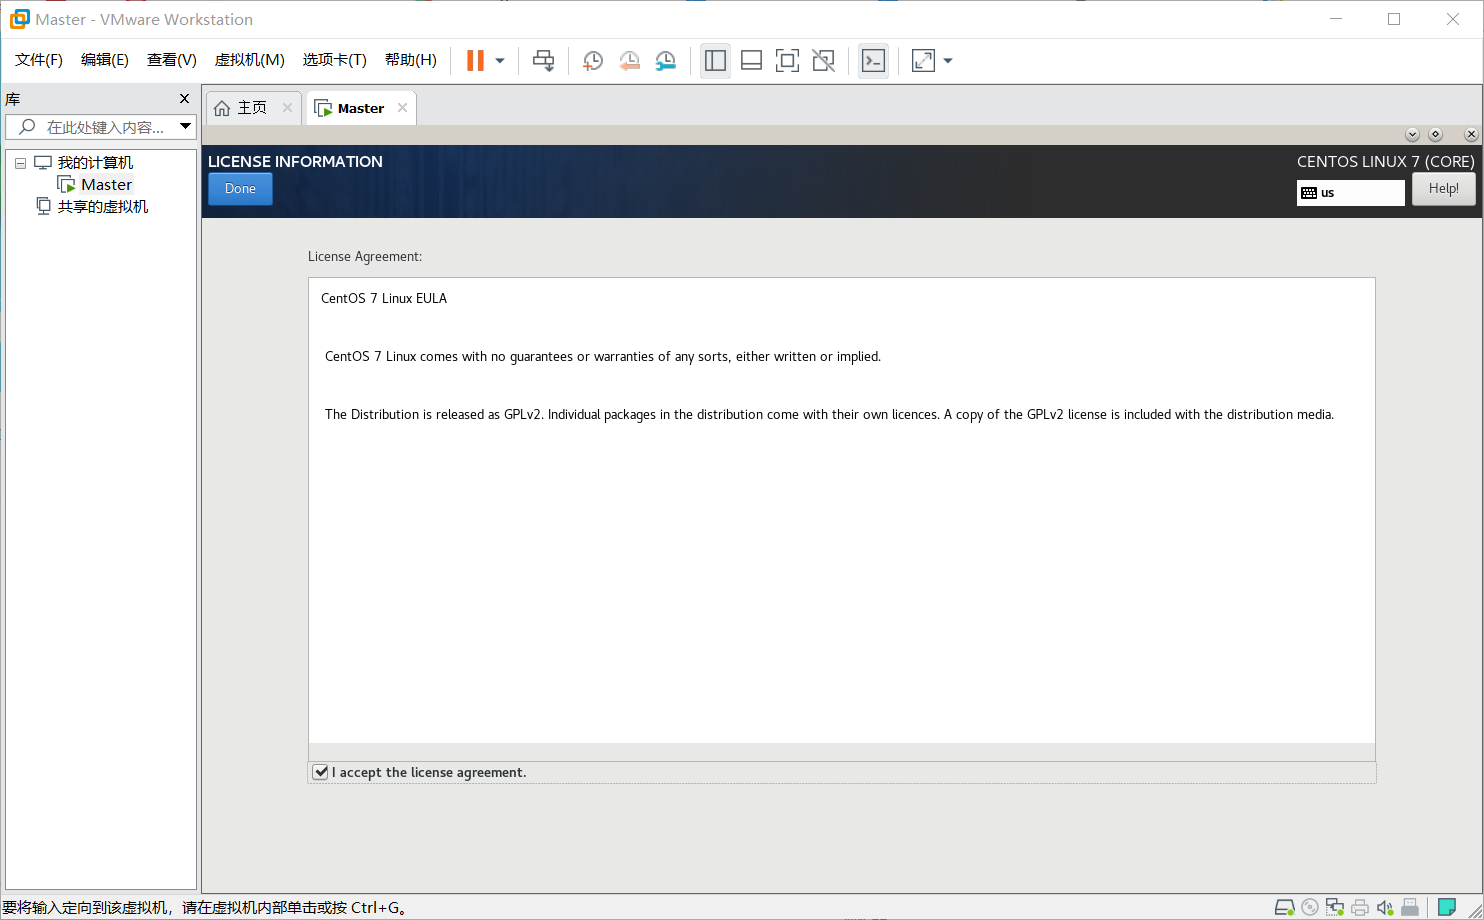 Master - VMware Workstation
文件(F) 编辑(E) 查看(V) 虚拟机(M) 选项卡(T) 帮助(H)
库
在此处键入内容...
我的计算机
Master
共享的虚拟机
主页
Master
LICENSE INFORMATION
Done
CENTOS LINUX 7 (CORE)
us
Help!
License Agreement:
CentOS 7 Linux EULA
CentOS 7 Linux comes with no guarantees or warranties of any sorts, either written or implied.
The Distribution is released as GPLv2. Individual packages in the distribution come with their own licences. A copy of the GPLv2 license is included with the distribution media.
I accept the license agreement.
要将输入定向到该虚拟机，请在虚拟机内部单击或按 Ctrl+G。